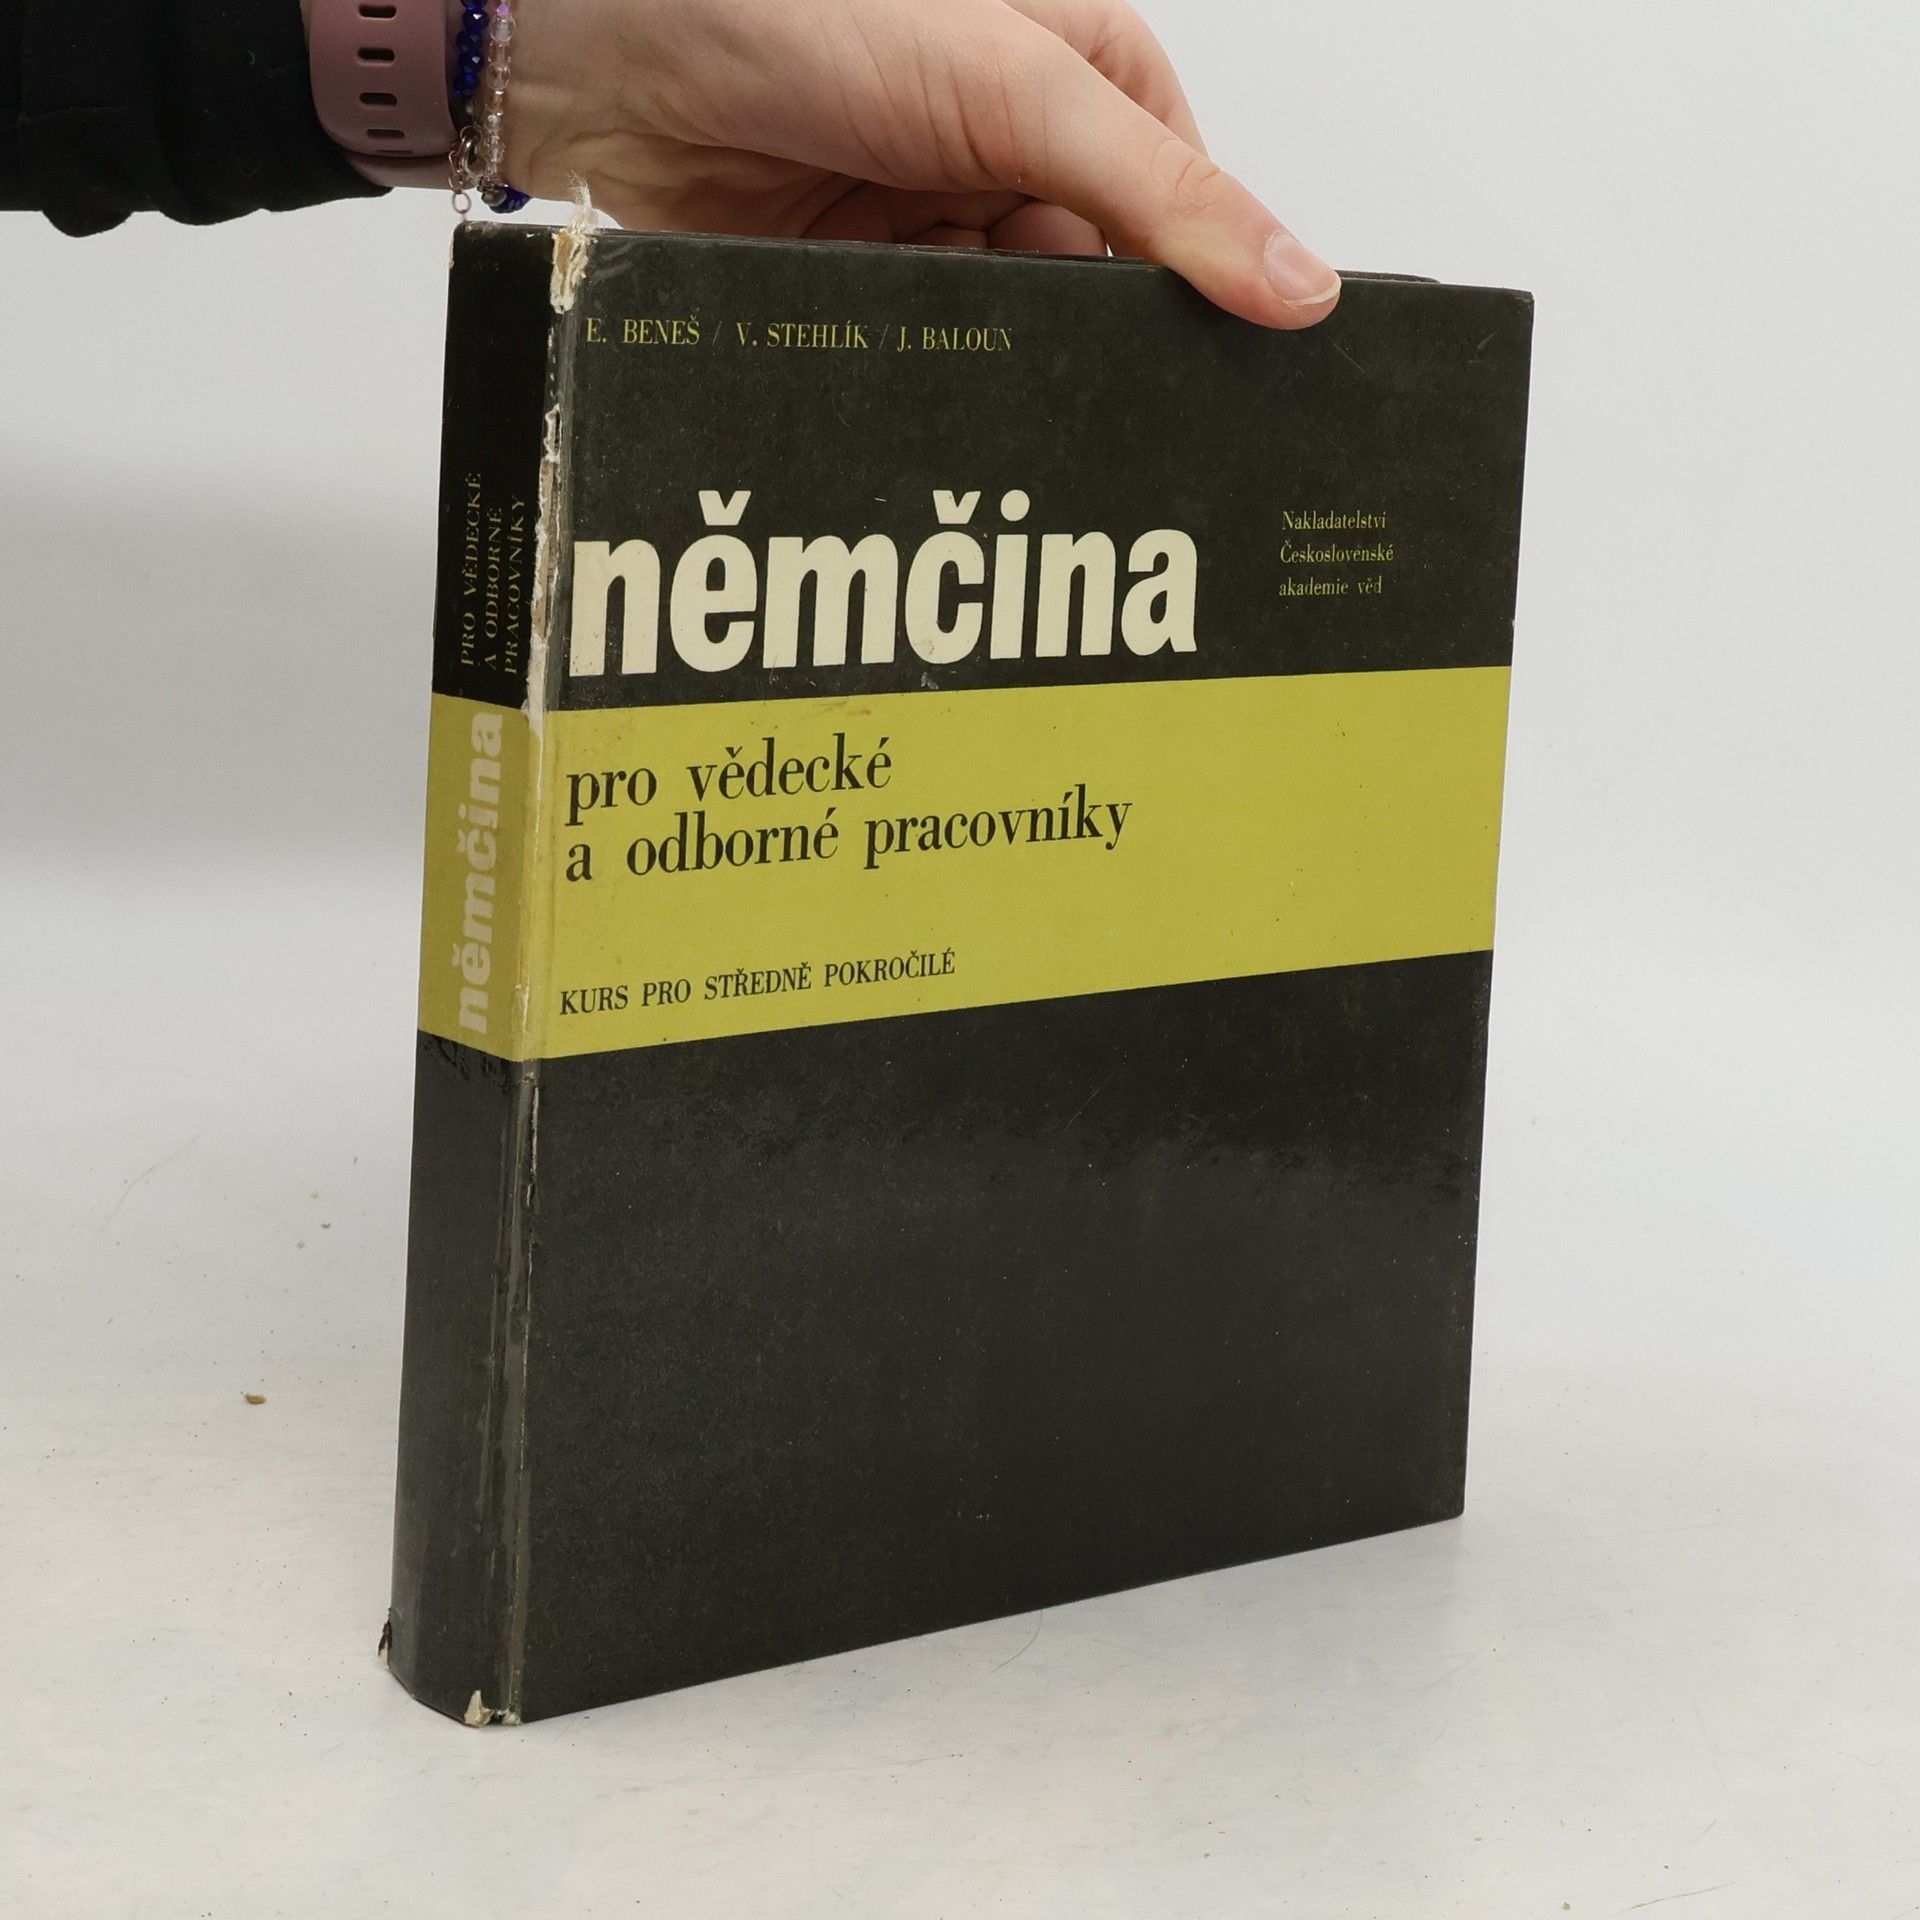 E. BENEŠ / V. STEHLÍK / J. BALOUN
němčina
Nakladatelství
Československé
akademie věd
pro vědecké
a odborné pracovníky
KURS PRO STŘEDNĚ POKROČILÉ
němčina
PRO VĚDECKÉ
A ODBORNÉ
PRACOVNÍKY